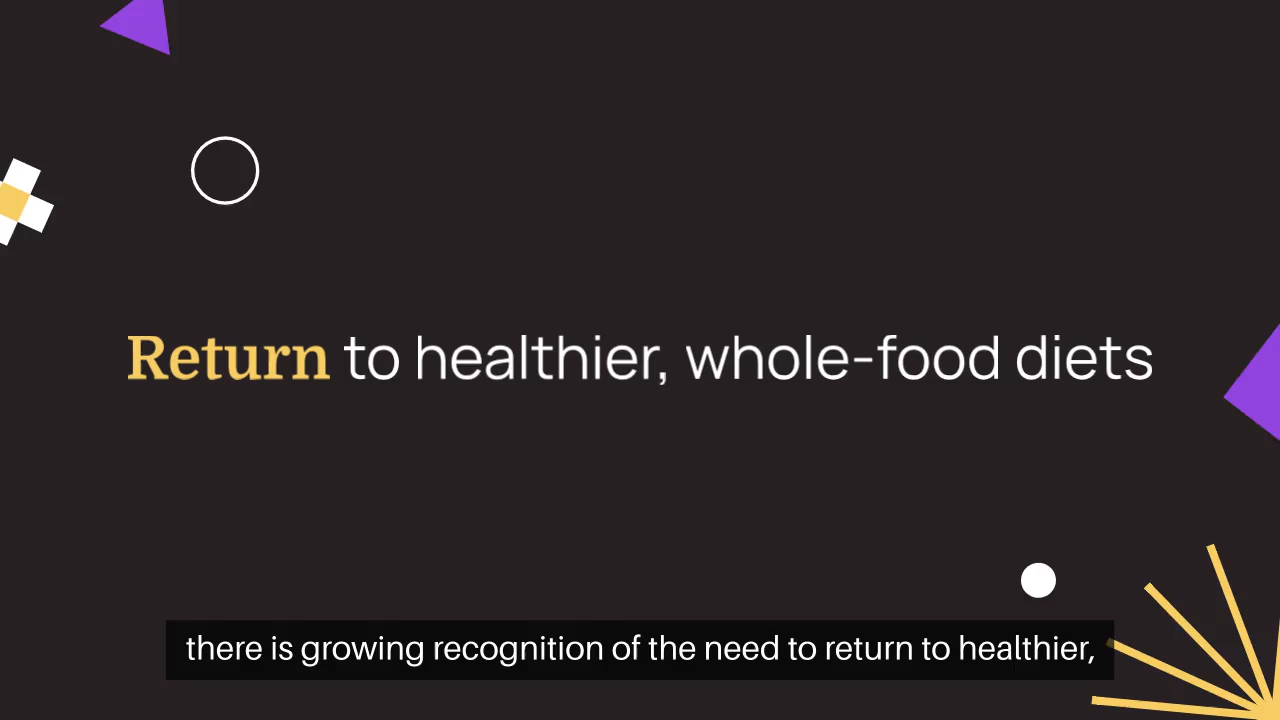 Return to healthier, whole-food diets
there is growing recognition of the need to return to healthier,